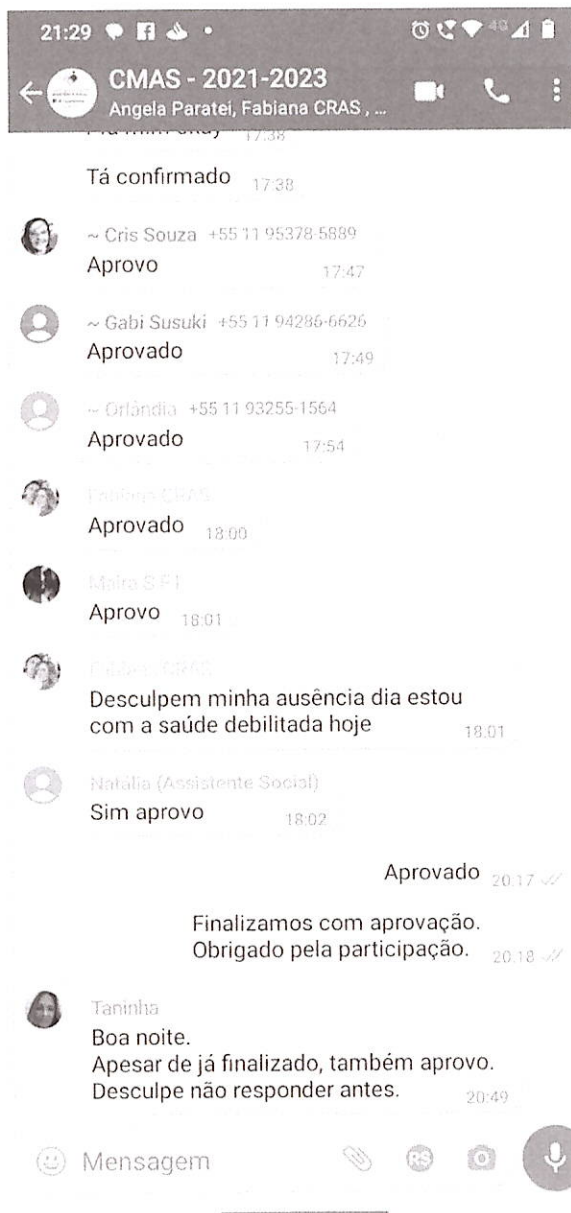 21:29
4G
CMAS - 2021-2023
Angela Paratei, Fabiana CRAS , ...
17:38
Tá confirmado 17:38
~ Cris Souza +55 11 95378-5889
Aprovo 17:47
~ Gabi Susuki +55 11 94286-6626
Aprovado 17:49
~ Orlândia +55 11 93255-1564
Aprovado 17:54
Fabiana CRAS
Aprovado 18:00
Maira S F1
Aprovo 18:01
Fabiana CRAS
Desculpem minha ausência dia estou
com a saúde debilitada hoje 18:01
Natália (Assistente Social)
Sim aprovo 18:02
Aprovado 20:17
Finalizamos com aprovação.
Obrigado pela participação. 20:18
Taninha
Boa noite.
Apesar de já finalizado, também aprovo.
Desculpe não responder antes. 20:49
Mensagem
R$